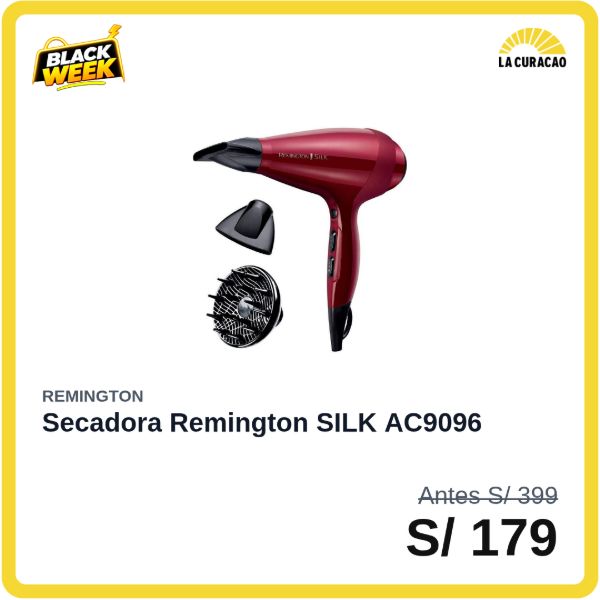 BLACK
WEEK
LA CURACAO
REMINGTON SILK
REMINGTON
Secadora Remington SILK AC9096
Antes S/ 399
S/ 179